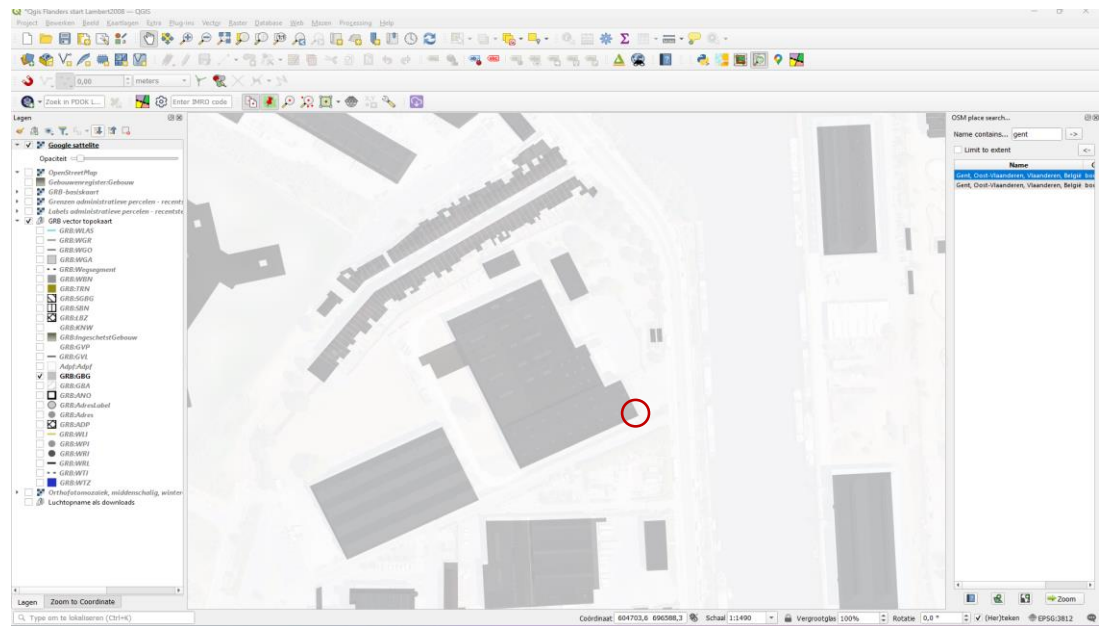 *Qgis Flanders start Lambert2008 — QGIS
Project Bewerken Beeld Kaartlagen Extra Plug-ins Vector Raster Database Web Mazen Processing Help
0,00 meters
Zoek in PDOK L... Enter IMRO code
Lagen
OSM place search...
Name contains... gent ->
Limit to extent <-
Name
Gent, Oost-Vlaanderen, Vlaanderen, België
Gent, Oost-Vlaanderen, Vlaanderen, België
Google sattelite
Opaciteit
OpenStreetMap
Gebouwenregister:Gebouw
GRB-basiskaart
Grenzen administratieve percelen - recents
Labels administratieve percelen - recentste
GRB vector topokaart
GRB:WLAS
GRB:WGR
GRB:WGO
GRB:WGA
GRB:Wegsegment
GRB:WBN
GRB:TRN
GRB:SGBG
GRB:SBN
GRB:LBZ
GRB:KNW
GRB:IngeschetstGebouw
GRB:GVP
GRB:GVL
Adpf:Adpf
GRB:GBG
GRB:GBA
GRB:ANO
GRB:AdresLabel
GRB:Adres
GRB:ADP
GRB:WLI
GRB:WPI
GRB:WRI
GRB:WRL
GRB:WTI
GRB:WTZ
Orthofotomozaïek, middenschalig, winter
Luchtopname als downloads
Lagen Zoom to Coordinate
Zoom
Type om te lokaliseren (Ctrl+K) Coördinaat 604703,6 696588,3 Schaal 1:1490 Vergrootglas 100% Rotatie 0,0 ° (Her)teken EPSG:3812